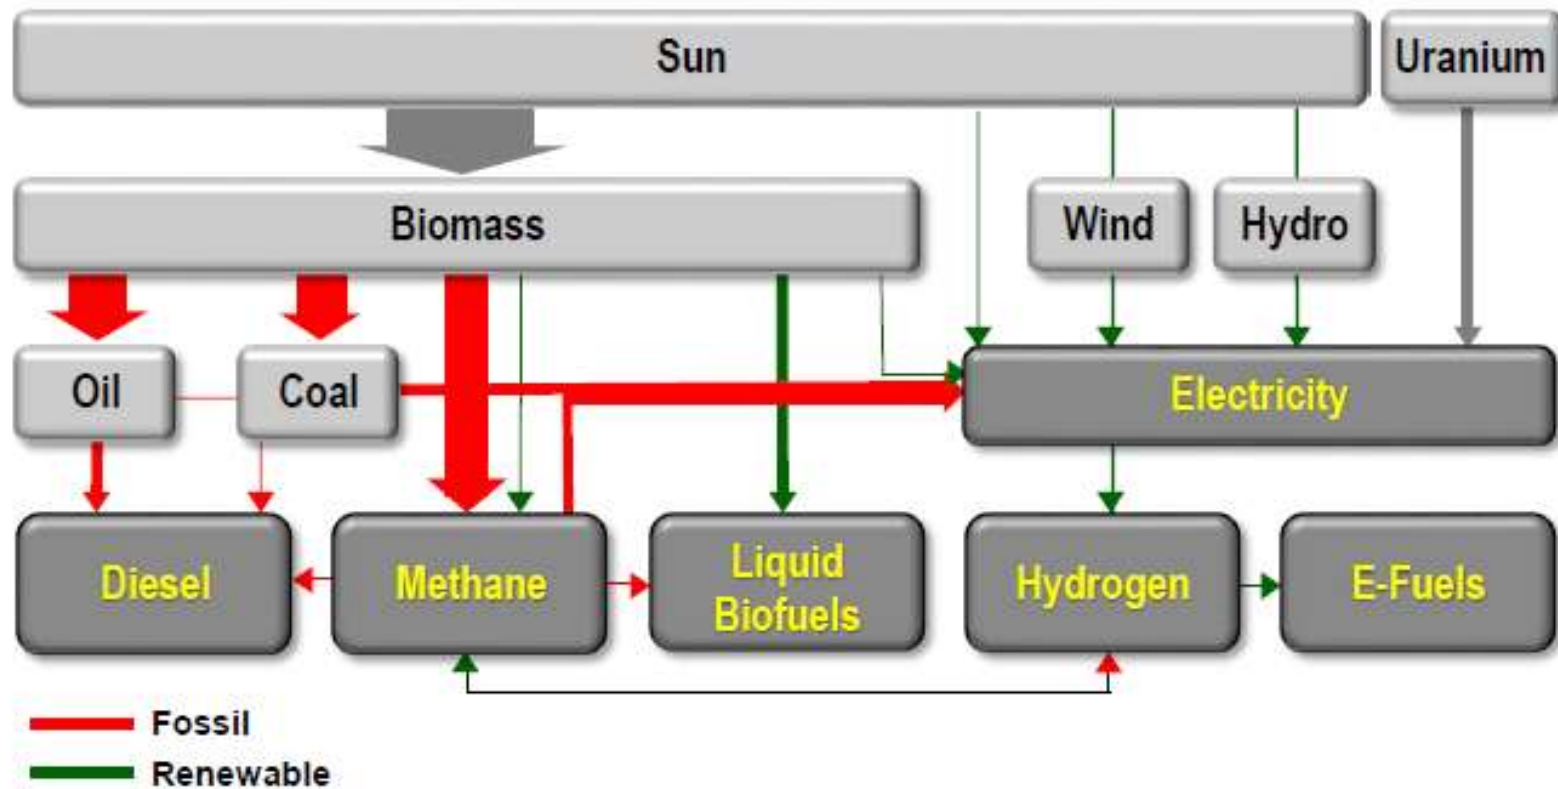 Sun
Uranium
Biomass
Wind
Hydro
Oil
Coal
Electricity
Diesel
Methane
Liquid
Biofuels
Hydrogen
E-Fuels
Fossil
Renewable